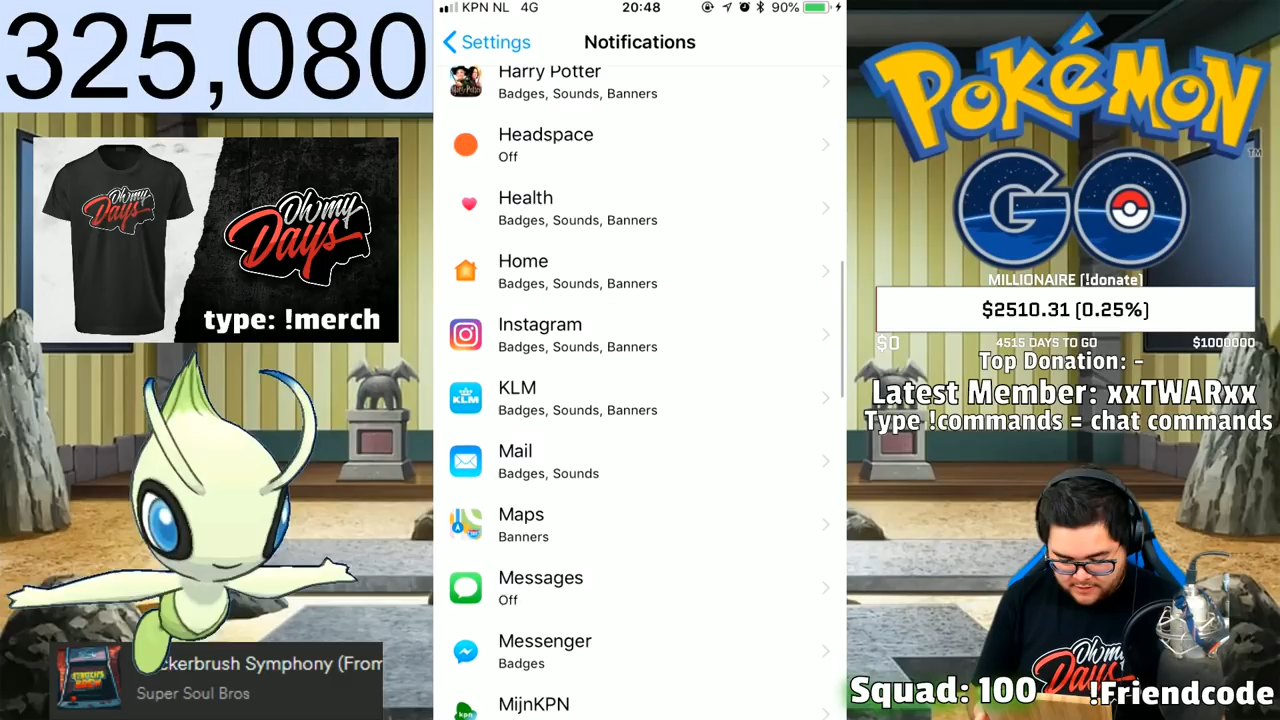 325,080
Oh my
Days
Oh my
Days
type: !merch
ckerbrush Symphony (From
Super Soul Bros
KPN NL 4G 20:48 90%
Settings Notifications
Harry Potter
Badges, Sounds, Banners
Headspace
Off
Health
Badges, Sounds, Banners
Home
Badges, Sounds, Banners
Instagram
Badges, Sounds, Banners
KLM
KLM
Badges, Sounds, Banners
Mail
Badges, Sounds
Maps
Banners
Messages
Off
Messenger
Badges
MijnKPN
kpn
POKÉMON
TM
GO
MILLIONAIRE (!donate)
$2510.31 (0.25%)
$0 4515 DAYS TO GO $1000000
Top Donation: -
Latest Member: xxTWARxx
Type !commands = chat commands
Oh my
Days
Squad: 100 !Friendcode